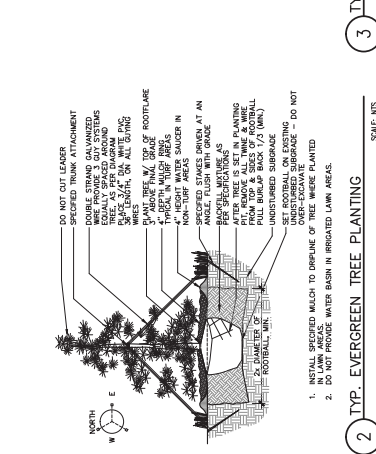 NORTH
W E
DO NOT CUT LEADER
SPECIFIED TRUNK ATTACHMENT
DOUBLE STRAND GALVANIZED
WIRE PROVIDE 3 GUY SYSTEMS
EQUALLY SPACED AROUND
TREE, AS PER DIAGRAM
PLACE 3/4" DIA WHITE PVC,
36" LENGTH, ON ALL GUYING
WIRES
PLANT TREE W/ TOP OF ROOTFLARE
3" ABOVE FINAL GRADE
4" DEPTH MULCH RING
TYPICAL IN TURF AREAS
4" HEIGHT WATER SAUCER IN
NON-TURF AREAS
SPECIFIED STAKES DRIVEN AT AN
ANGLE, FLUSH WITH GRADE
BACKFILL MIXTURE AS
PER SPECIFICATIONS
AFTER TREE IS SET IN PLANTING
PIT, REMOVE ALL TWINE & WIRE
FROM TOP & SIDES OF ROOTBALL
PULL BURLAP BACK 1/3 (MIN.)
UNDISTURBED SUBGRADE
SET ROOTBALL ON EXISTING
UNDISTURBED SUBGRADE - DO NOT
OVER-EXCAVATE
2x DIAMETER OF
ROOTBALL, MIN.
1. INSTALL SPECIFIED MULCH TO DRIPLINE OF TREE WHERE PLANTED
IN LAWN AREAS.
2. DO NOT PROVIDE WATER BASIN IN IRRIGATED LAWN AREAS.
2 TYP. EVERGREEN TREE PLANTING
SCALE: NTS
3 TY